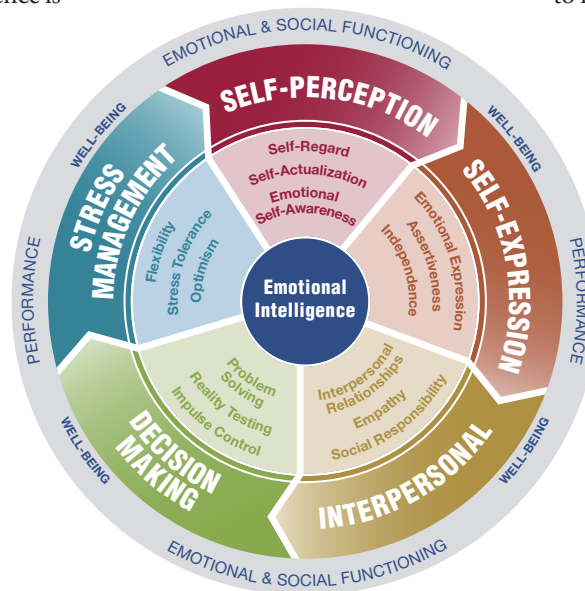 ence is
to
EMOTIONAL & SOCIAL FUNCTIONING
SELF-PERCEPTION
Self-Regard
Self-Actualization
Emotional
Self-Awareness
WELL-BEING
SELF-EXPRESSION
Emotional Expression
Assertiveness
Independence
PERFORMANCE
WELL-BEING
INTERPERSONAL
Interpersonal
Relationships
Empathy
Social Responsibility
EMOTIONAL & SOCIAL FUNCTIONING
DECISION
MAKING
Problem
Solving
Reality Testing
Impulse Control
WELL-BEING
PERFORMANCE
STRESS
MANAGEMENT
Flexibility
Stress Tolerance
Optimism
WELL-BEING
Emotional
Intelligence